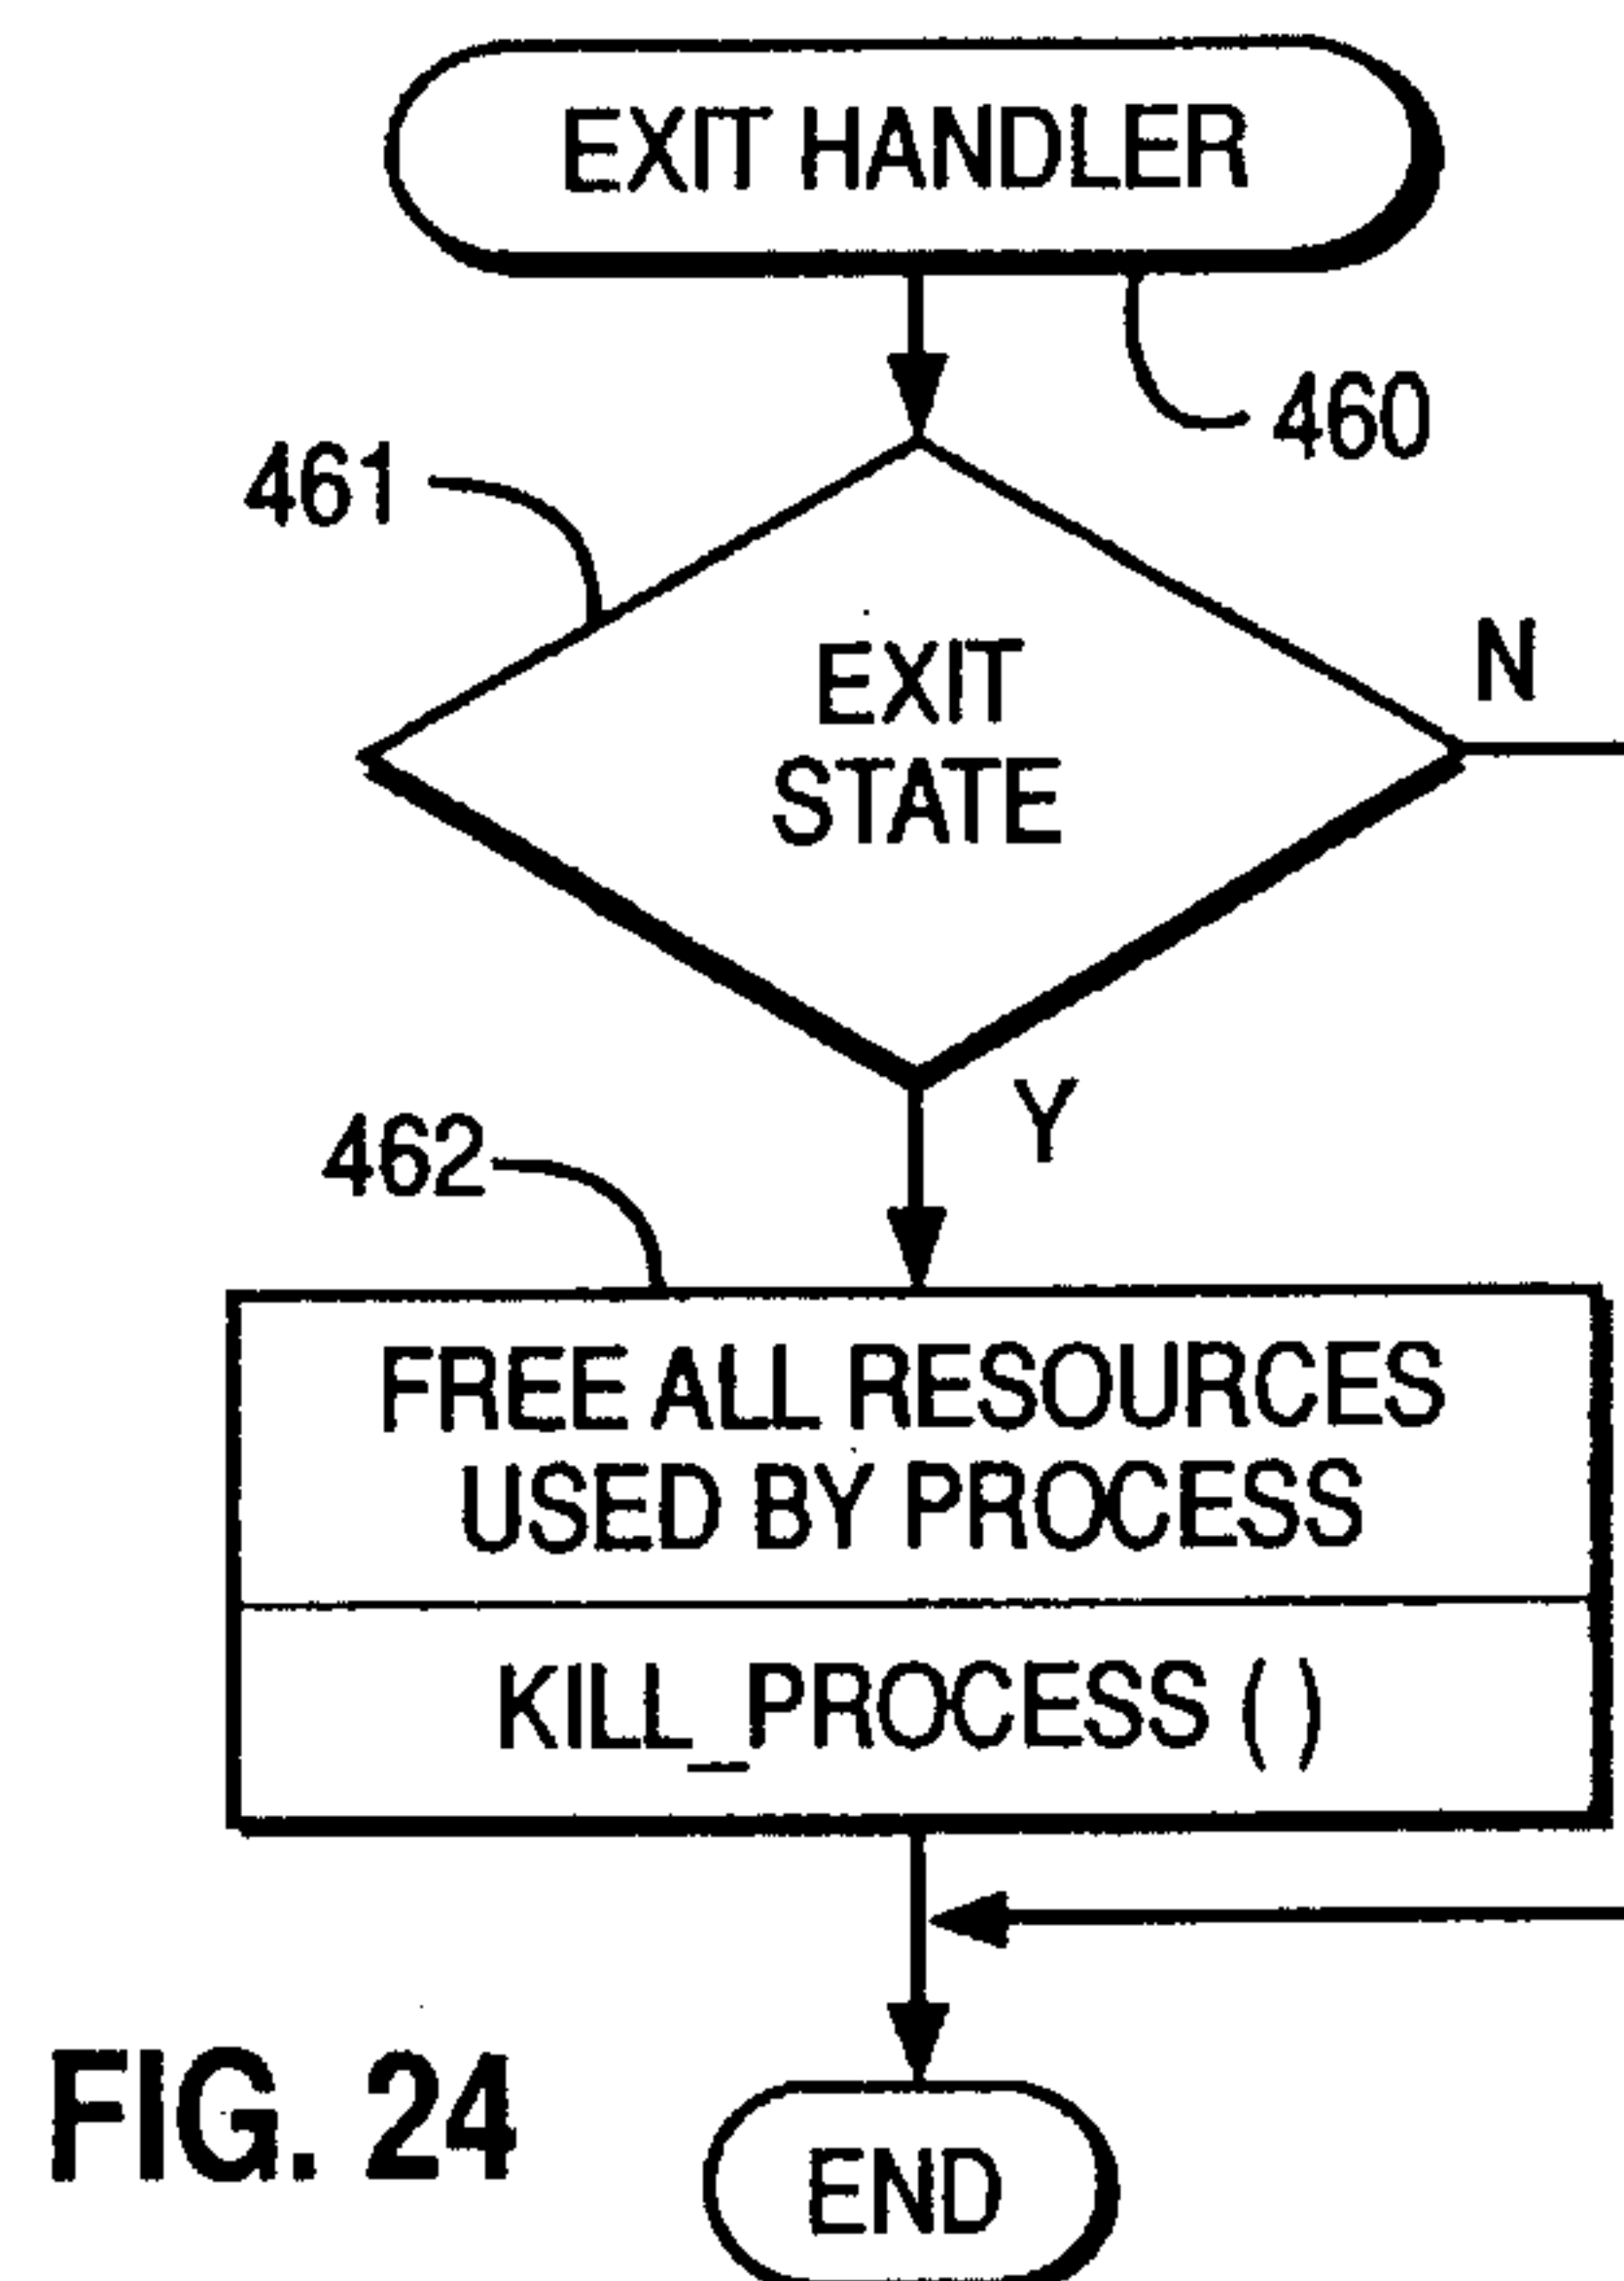 EXIT HANDLER
460
461
EXIT
STATE
N
Y
462
FREE ALL RESOURCES
USED BY PROCESS
KILL_PROCESS ( )
FIG. 24
END